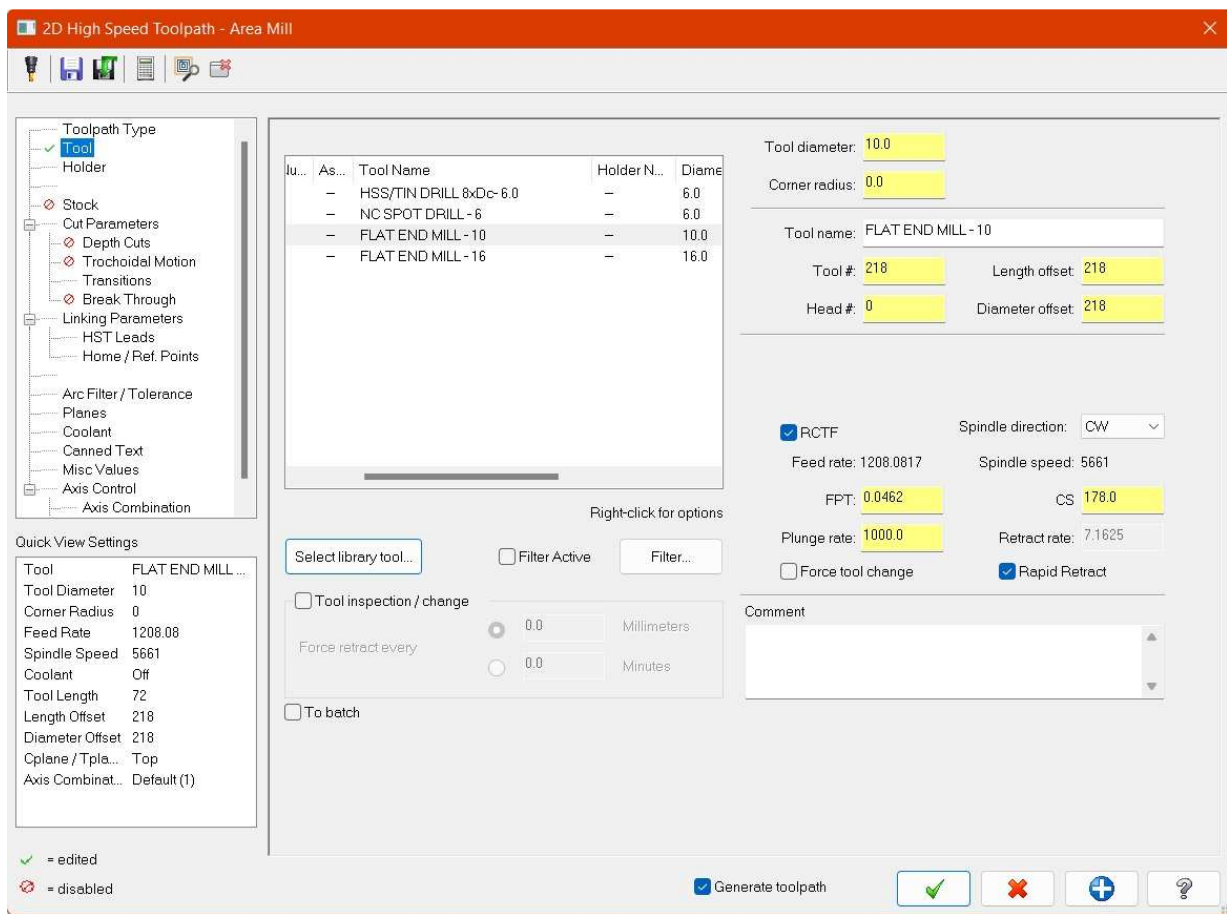 2D High Speed Toolpath - Area Mill
Toolpath Type
Tool
Holder
Stock
Cut Parameters
Depth Cuts
Trochoidal Motion
Transitions
Break Through
Linking Parameters
HST Leads
Home / Ref. Points
Arc Filter / Tolerance
Planes
Coolant
Canned Text
Misc Values
Axis Control
Axis Combination
Quick View Settings
Tool FLAT END MILL ...
Tool Diameter 10
Corner Radius 0
Feed Rate 1208.08
Spindle Speed 5661
Coolant Off
Tool Length 72
Length Offset 218
Diameter Offset 218
Cplane / Tpla... Top
Axis Combinat... Default (1)
= edited
= disabled
As... Tool Name Holder N... Diame
– HSS/TIN DRILL 8xDc- 6.0 – 6.0
– NC SPOT DRILL - 6 – 6.0
– FLAT END MILL - 10 – 10.0
– FLAT END MILL - 16 – 16.0
Right-click for options
Select library tool... Filter Active Filter...
Tool inspection / change
Force retract every
0.0 Millimeters
0.0 Minutes
To batch
Tool diameter: 10.0
Corner radius: 0.0
Tool name: FLAT END MILL - 10
Tool #: 218 Length offset: 218
Head #: 0 Diameter offset: 218
RCTF Spindle direction: CW
Feed rate: 1208.0817 Spindle speed: 5661
FPT: 0.0462 CS 178.0
Plunge rate: 1000.0 Retract rate: 7.1625
Force tool change Rapid Retract
Comment
Generate toolpath